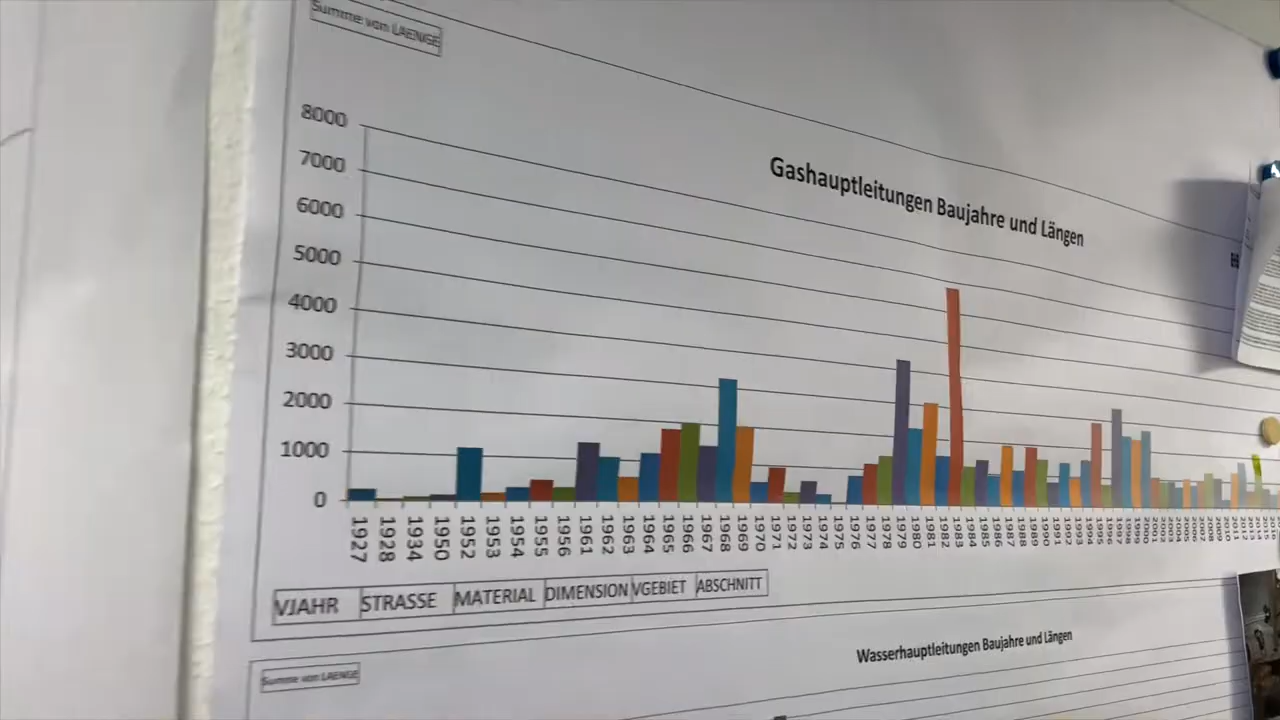 Summe von LAENGE
Gashauptleitungen Baujahre und Längen
8000
7000
6000
5000
4000
3000
2000
1000
0
1927 1928 1934 1950 1952 1953 1954 1955 1956 1961 1962 1963 1964 1965 1966 1967 1968 1969 1970 1971 1972 1973 1974 1975 1976 1977 1978 1979 1980 1981 1982 1983 1984 1985 1986 1987 1988 1989 1990 1991 1992 1993 1994 1995 1996 1997 1998 1999 2000 2001
VJAHR STRASSE MATERIAL DIMENSION VGEBIET ABSCHNITT
Wasserhauptleitungen Baujahre und Längen
Summe von LAENGE